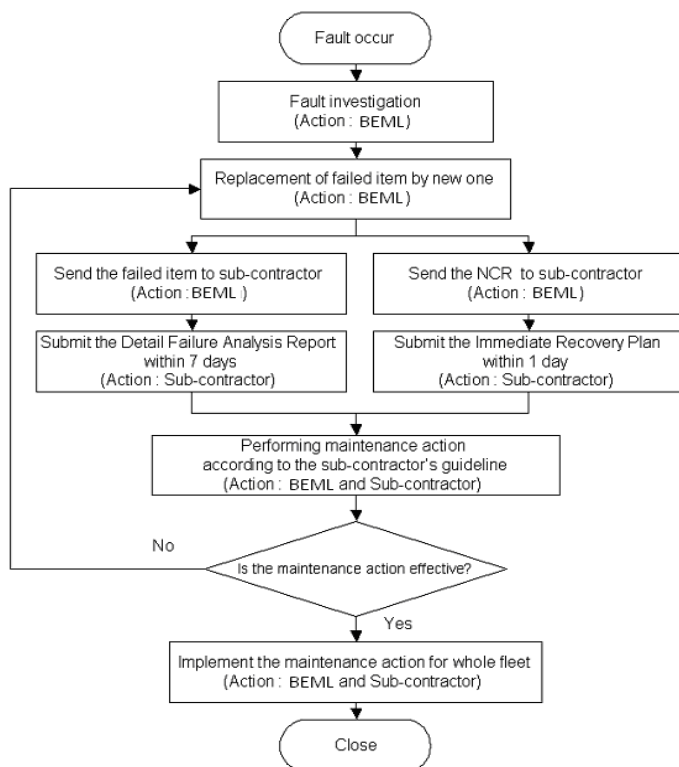 Fault occur
Fault investigation
(Action : BEML)
Replacement of failed item by new one
(Action : BEML)
Send the failed item to sub-contractor
(Action : BEML)
Send the NCR to sub-contractor
(Action : BEML)
Submit the Detail Failure Analysis Report
within 7 days
(Action : Sub-contractor)
Submit the Immediate Recovery Plan
within 1 day
(Action : Sub-contractor)
Performing maintenance action
according to the sub-contractor's guideline
(Action : BEML and Sub-contractor)
No
Is the maintenance action effective?
Yes
Implement the maintenance action for whole fleet
(Action : BEML and Sub-contractor)
Close